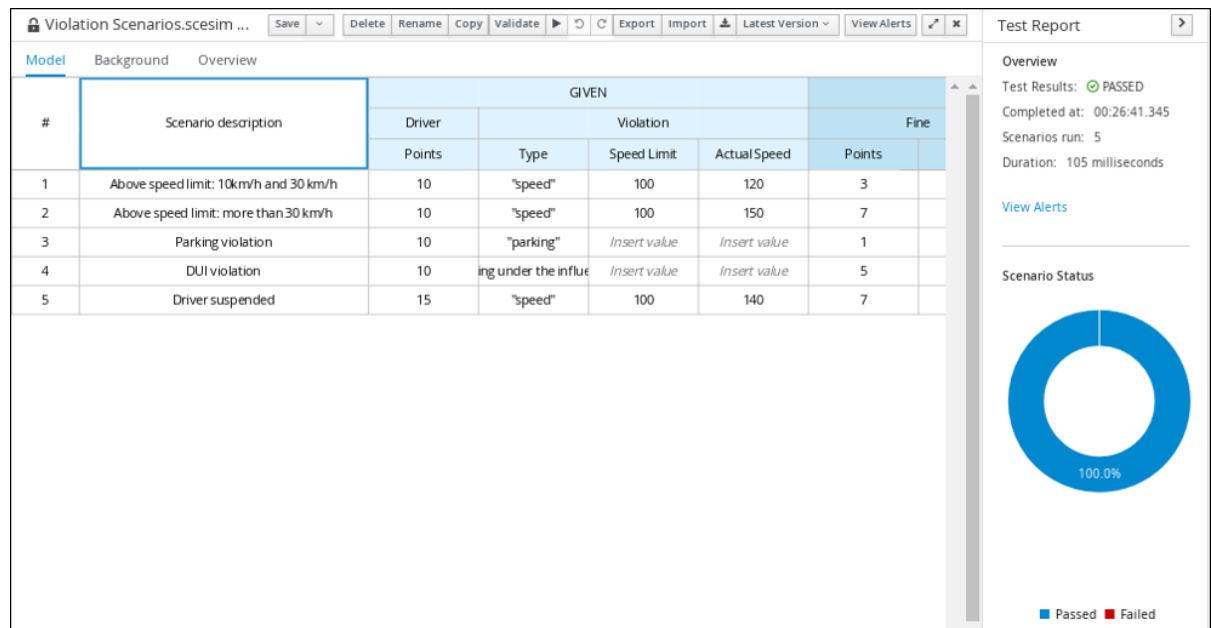 Violation Scenarios.scesim ... Save Delete Rename Copy Validate Export Import Latest Version View Alerts
Model Background Overview
# Scenario description GIVEN
Driver Violation Fine
Points Type Speed Limit Actual Speed Points
1 Above speed limit: 10km/h and 30 km/h 10 "speed" 100 120 3
2 Above speed limit: more than 30 km/h 10 "speed" 100 150 7
3 Parking violation 10 "parking" Insert value Insert value 1
4 DUI violation 10 ing under the influe Insert value Insert value 5
5 Driver suspended 15 "speed" 100 140 7
Test Report
Overview
Test Results: PASSED
Completed at: 00:26:41.345
Scenarios run: 5
Duration: 105 milliseconds
View Alerts
Scenario Status
100.0%
Passed Failed